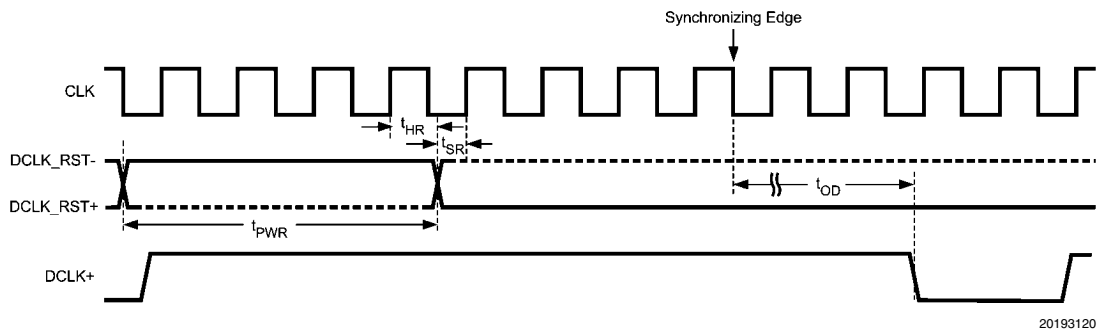 Synchronizing Edge
CLK
tHR
tSR
DCLK_RST-
tOD
DCLK_RST+
tPWR
DCLK+
20193120